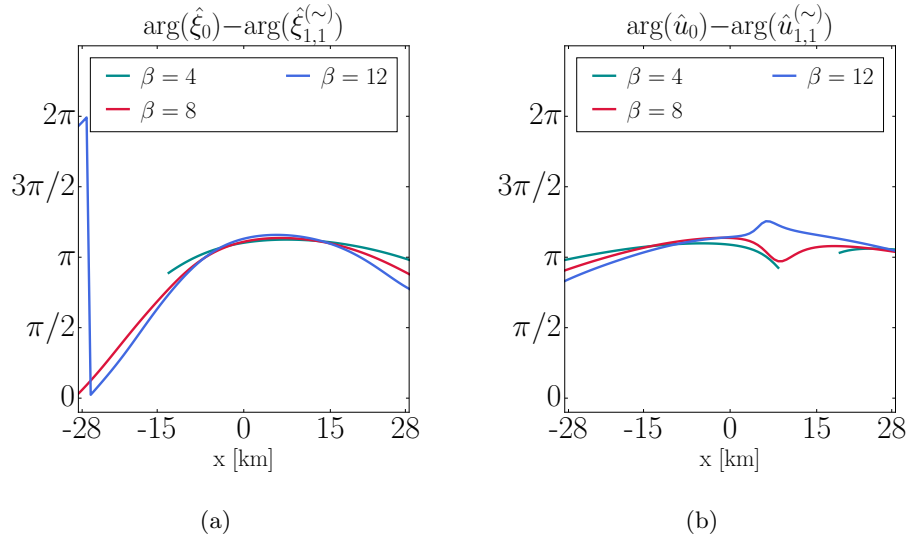 arg(ξ̂₀)−arg(ξ̂₁,₁^(∼))
β = 4
β = 12
β = 8
2π
3π/2
π
π/2
0
-28 -15 0 15 28
x [km]
(a)
arg(û₀)−arg(û₁,₁^(∼))
β = 4
β = 12
β = 8
2π
3π/2
π
π/2
0
-28 -15 0 15 28
x [km]
(b)